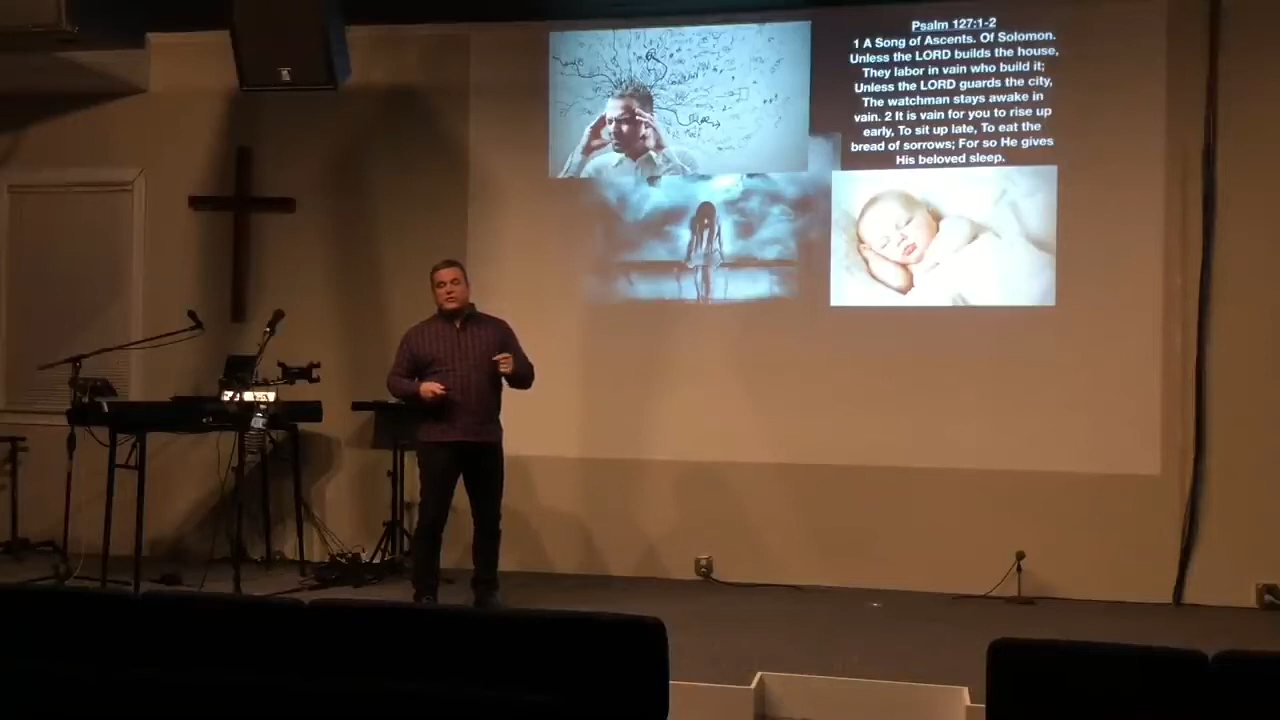 Psalm 127:1-2
1 A Song of Ascents. Of Solomon.
Unless the LORD builds the house,
They labor in vain who build it;
Unless the LORD guards the city,
The watchman stays awake in
vain. 2 It is vain for you to rise up
early, To sit up late, To eat the
bread of sorrows; For so He gives
His beloved sleep.